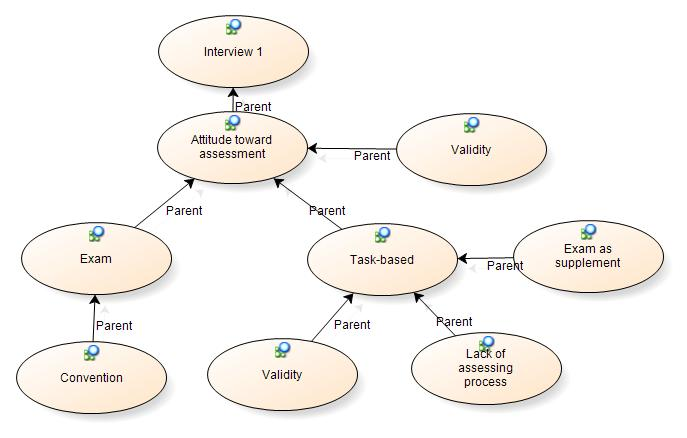 Interview 1
Parent
Attitude toward
assessment
Parent
Validity
Parent
Parent
Exam
Task-based
Parent
Exam as
supplement
Parent
Parent
Parent
Convention
Validity
Lack of
assessing
process